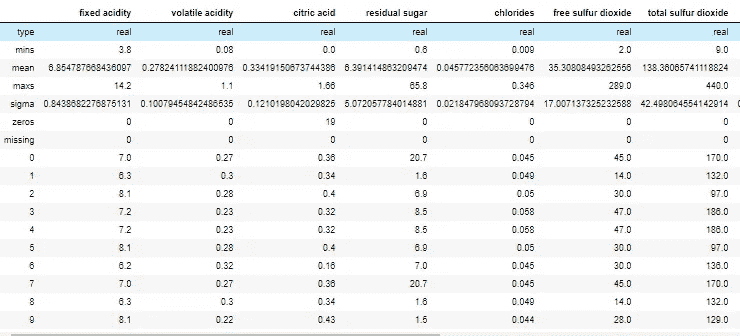 fixed acidity volatile acidity citric acid residual sugar chlorides free sulfur dioxide total sulfur dioxide
type real real real real real real real
mins 3.8 0.08 0.0 0.6 0.009 2.0 9.0
mean 6.854787668436097 0.27824111882400976 0.33419150673744386 6.391414863209474 0.045772356063699476 35.30808493262556 138.36065741118824
maxs 14.2 1.1 1.66 65.8 0.346 289.0 440.0
sigma 0.8438682276875131 0.10079454842486535 0.1210198042029826 5.072057784014881 0.021847968093728794 17.007137325232588 42.498064554142914
zeros 0 0 19 0 0 0 0
missing 0 0 0 0 0 0 0
0 7.0 0.27 0.36 20.7 0.045 45.0 170.0
1 6.3 0.3 0.34 1.6 0.049 14.0 132.0
2 8.1 0.28 0.4 6.9 0.05 30.0 97.0
3 7.2 0.23 0.32 8.5 0.058 47.0 186.0
4 7.2 0.23 0.32 8.5 0.058 47.0 186.0
5 8.1 0.28 0.4 6.9 0.05 30.0 97.0
6 6.2 0.32 0.16 7.0 0.045 30.0 136.0
7 7.0 0.27 0.36 20.7 0.045 45.0 170.0
8 6.3 0.3 0.34 1.6 0.049 14.0 132.0
9 8.1 0.22 0.43 1.5 0.044 28.0 129.0